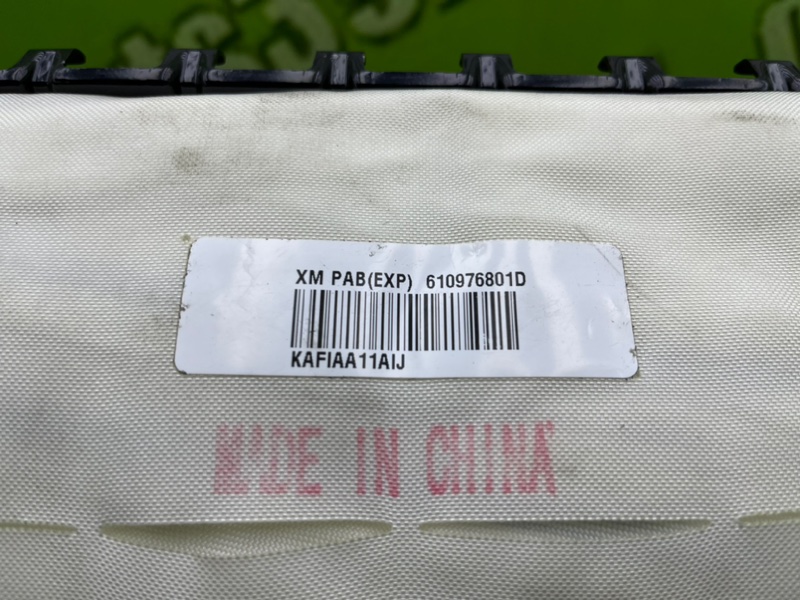 XM PAB(EXP) 610976801D
KAFIAA11AIJ
MADE IN CHINA